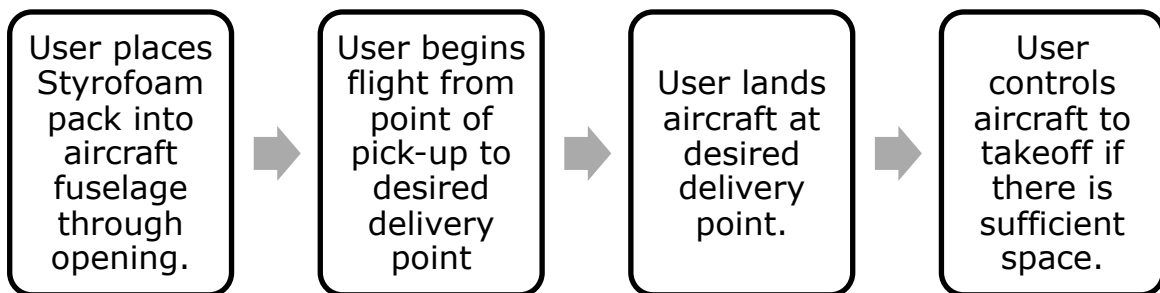 User places
Styrofoam
pack into
aircraft
fuselage
through
opening.
User begins
flight from
point of
pick-up to
desired
delivery
point
User lands
aircraft at
desired
delivery
point.
User
controls
aircraft to
takeoff if
there is
sufficient
space.